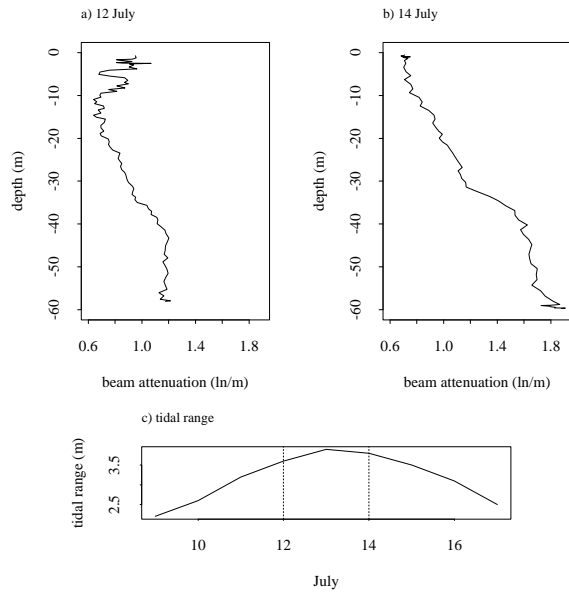 a) 12 July
b) 14 July
depth (m)
0
-10
-20
-30
-40
-50
-60
0.6 1.0 1.4 1.8
beam attenuation (ln/m)
depth (m)
0
-10
-20
-30
-40
-50
-60
0.6 1.0 1.4 1.8
beam attenuation (ln/m)
c) tidal range
tidal range (m)
3.5
2.5
10 12 14 16
July